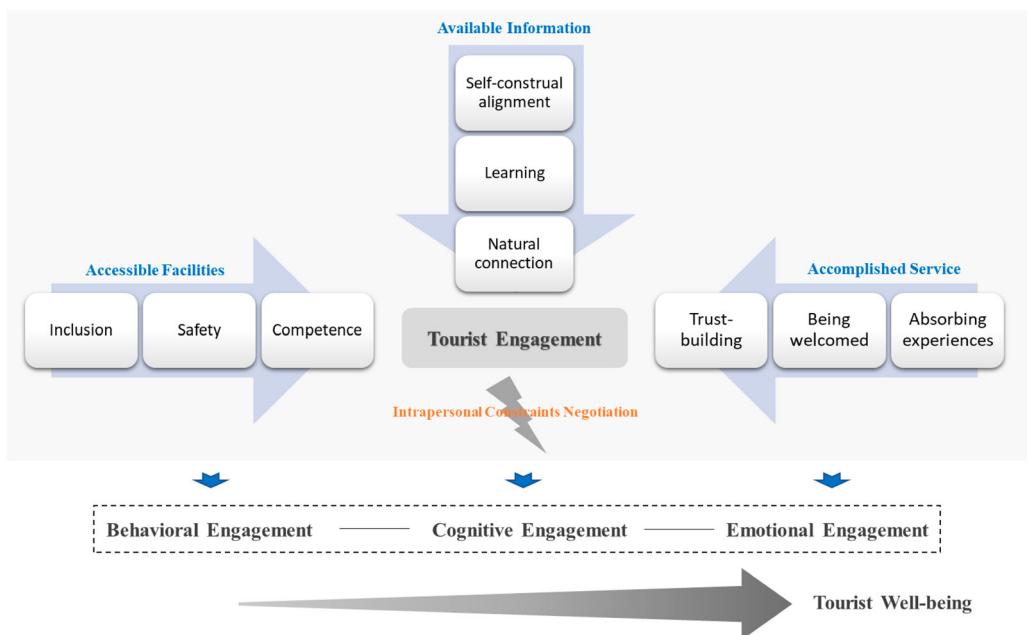 Available Information
Self-construal
alignment
Learning
Natural
connection
Accessible Facilities
Inclusion
Safety
Competence
Tourist Engagement
Accomplished Service
Trust-
building
Being
welcomed
Absorbing
experiences
Intrapersonal Constraints Negotiation
Behavioral Engagement
Cognitive Engagement
Emotional Engagement
Tourist Well-being